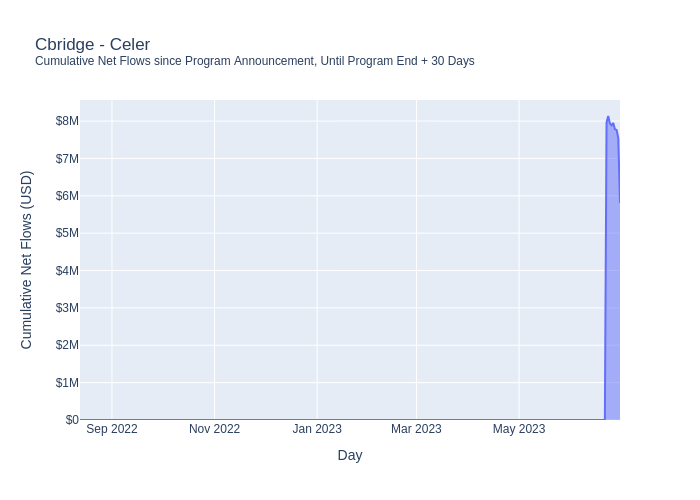 Cbridge - Celer
Cumulative Net Flows since Program Announcement, Until Program End + 30 Days
$8M
$7M
$6M
$5M
$4M
$3M
$2M
$1M
$0
Cumulative Net Flows (USD)
Sep 2022
Nov 2022
Jan 2023
Mar 2023
May 2023
Day